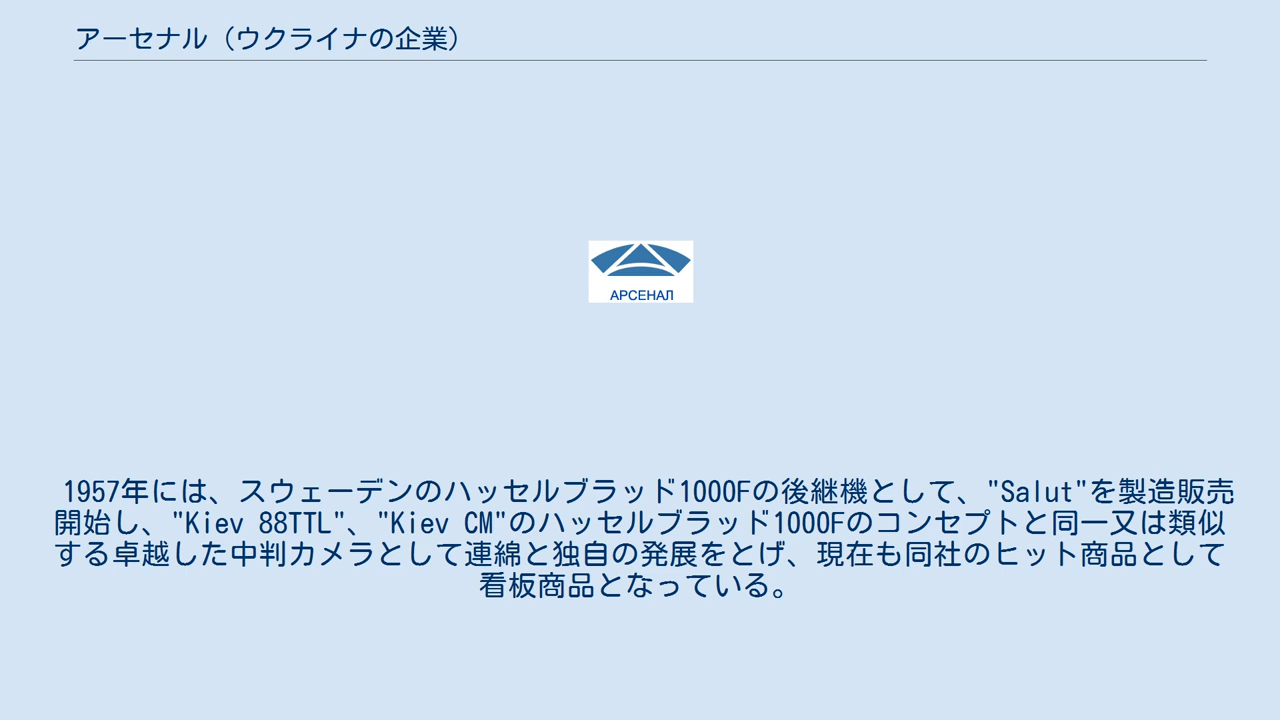 アーセナル（ウクライナの企業）
АРСЕНАЛ
1957年には、スウェーデンのハッセルブラッド1000Fの後継機として、"Salut"を製造販売
開始し、"Kiev 88TTL"、"Kiev CM"のハッセルブラッド1000Fのコンセプトと同一又は類似
する卓越した中判カメラとして連綿と独自の発展をとげ、現在も同社のヒット商品として
看板商品となっている。